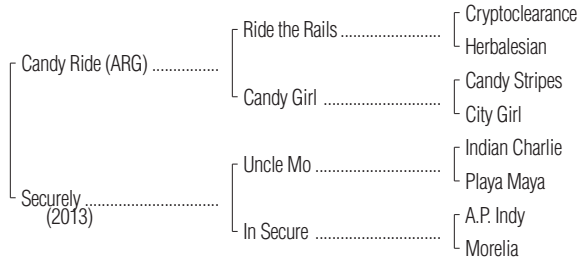 Cryptoclearance
Ride the Rails ....................
Herbalesian
Candy Ride (ARG) ..............
Candy Stripes
Candy Girl ........................
City Girl
Indian Charlie
Uncle Mo .........................
Playa Maya
Securely ............................
(2013)
A.P. Indy
In Secure ..........................
Morelia